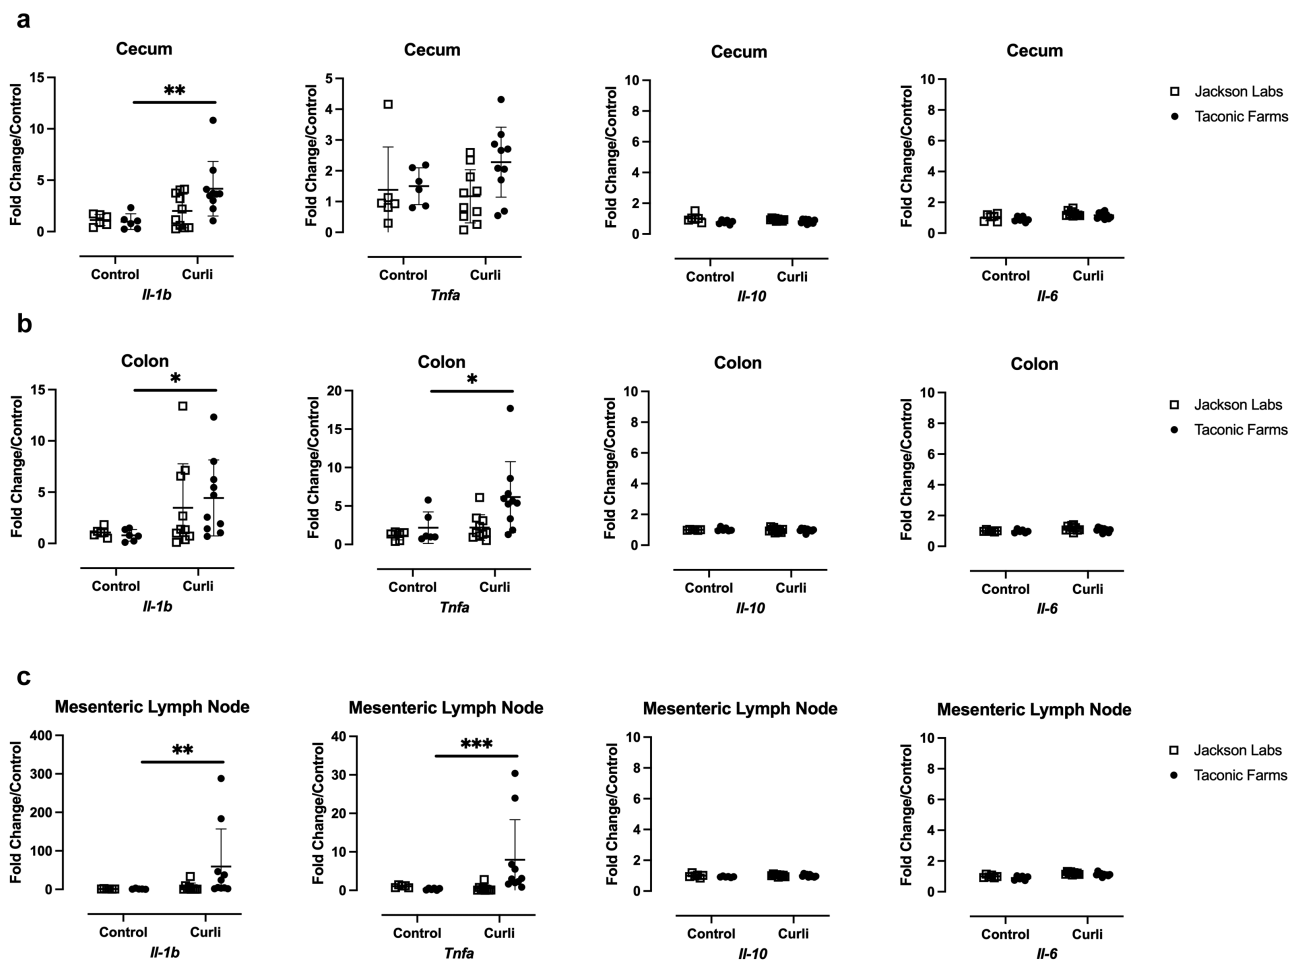 a
Cecum
Cecum
Cecum
Cecum
Fold Change/Control
15
10
5
0
**
Control
Curli
Il-1b
Fold Change/Control
5
4
3
2
1
0
Control
Curli
Tnfa
Fold Change/Control
10
8
6
4
2
0
Control
Curli
Il-10
Fold Change/Control
10
8
6
4
2
0
Control
Curli
Il-6
Jackson Labs
Taconic Farms
b
Colon
Colon
Colon
Colon
Fold Change/Control
15
10
5
0
*
Control
Curli
Il-1b
Fold Change/Control
20
15
10
5
0
*
Control
Curli
Tnfa
Fold Change/Control
10
8
6
4
2
0
Control
Curli
Il-10
Fold Change/Control
10
8
6
4
2
0
Control
Curli
Il-6
Jackson Labs
Taconic Farms
c
Mesenteric Lymph Node
Mesenteric Lymph Node
Mesenteric Lymph Node
Mesenteric Lymph Node
Fold Change/Control
400
300
200
100
0
**
Control
Curli
Il-1b
Fold Change/Control
40
30
20
10
0
***
Control
Curli
Tnfa
Fold Change/Control
10
8
6
4
2
0
Control
Curli
Il-10
Fold Change/Control
10
8
6
4
2
0
Control
Curli
Il-6
Jackson Labs
Taconic Farms